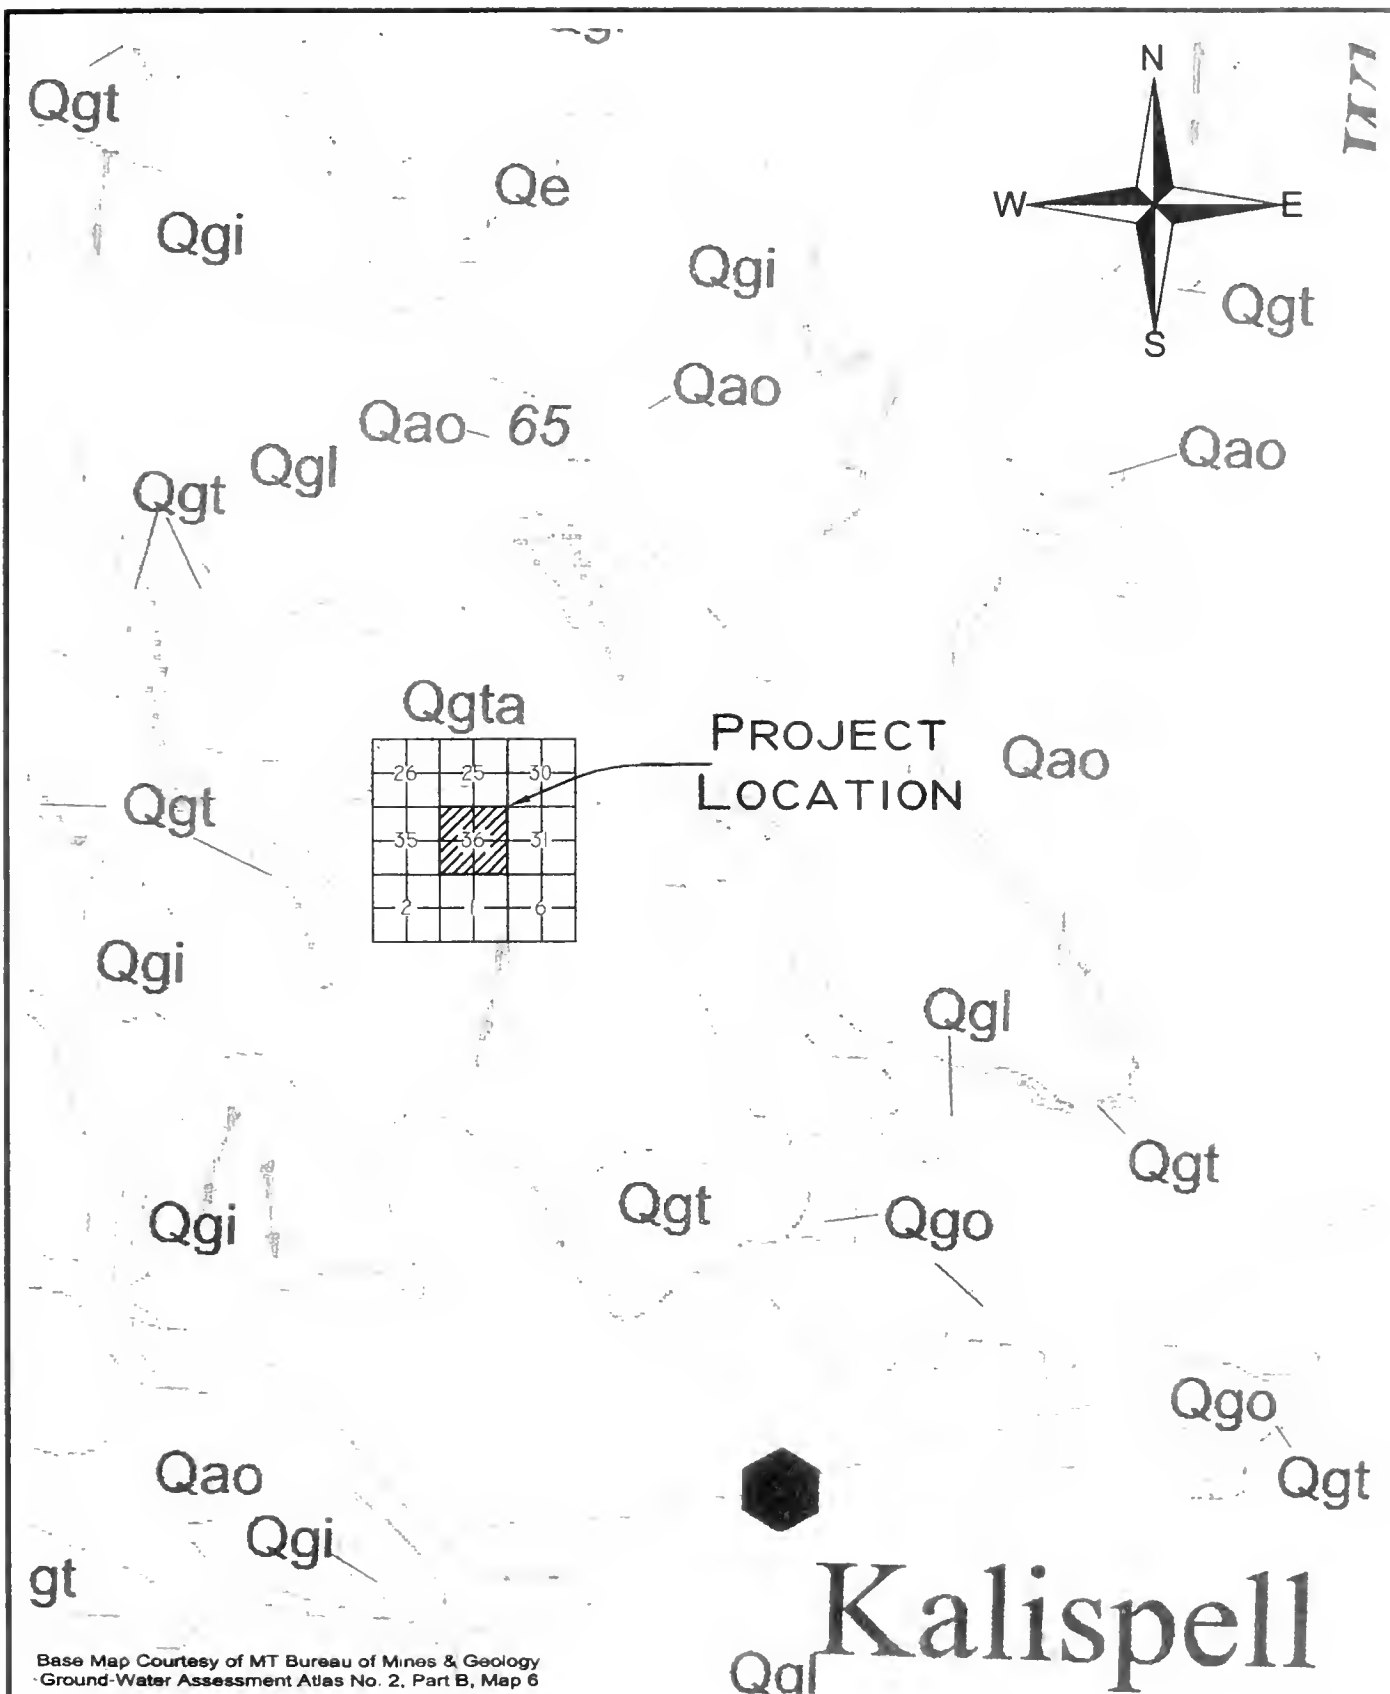 N
Qgt
Qe
W
E
Qgi
Qgi
Qgt
S
Qao
Qao 65
Qao
Qgl
Qgt
Qgta
PROJECT
LOCATION
Qao
26 25 30
Qgt
35 36 31
2 1 6
Qgi
Qgl
Qgt
Qgi
Qgt
Qgo
Qgo
Qao
Qgt
Qgi
gt
Kalispell
Base Map Courtesy of MT Bureau of Mines & Geology
Ground-Water Assessment Atlas No. 2, Part B, Map 6
Qgl